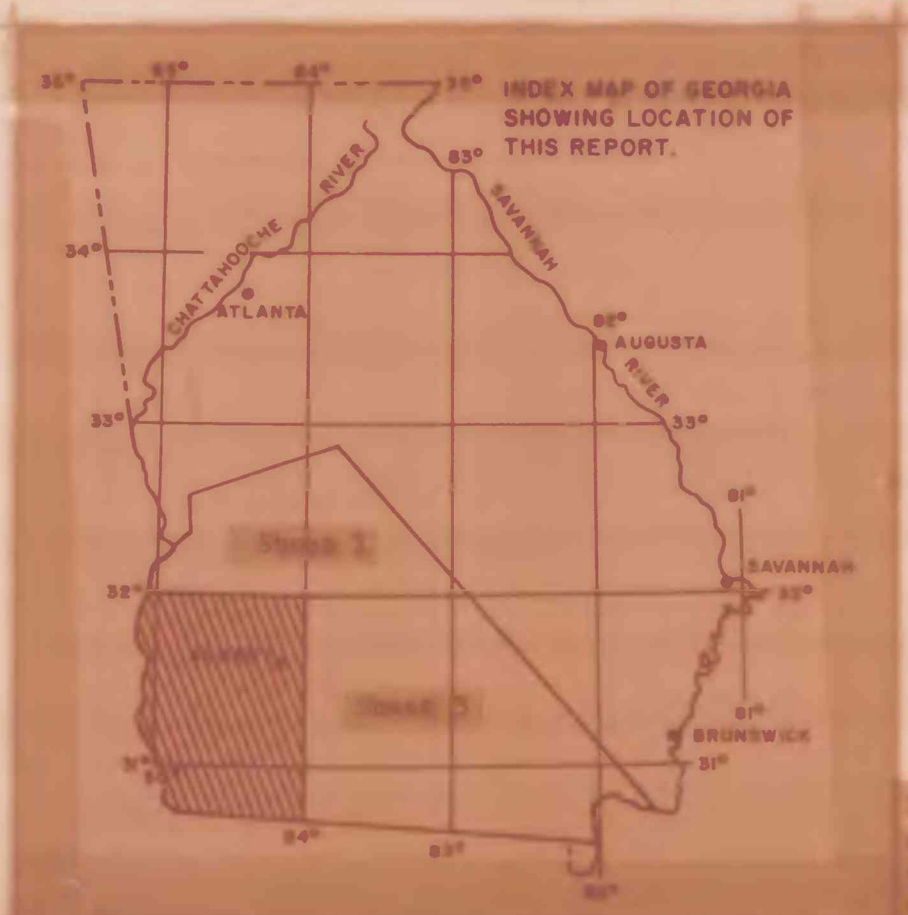 INDEX MAP OF GEORGIA
SHOWING LOCATION OF
THIS REPORT.
35°
85°
84°
35°
83°
CHATTAHOOCHE
RIVER
SAVANNAH
34°
ATLANTA
82°
AUGUSTA
RIVER
33°
33°
81°
SAVANNAH
32°
32°
81°
BRUNSWICK
31°
31°
84°
83°